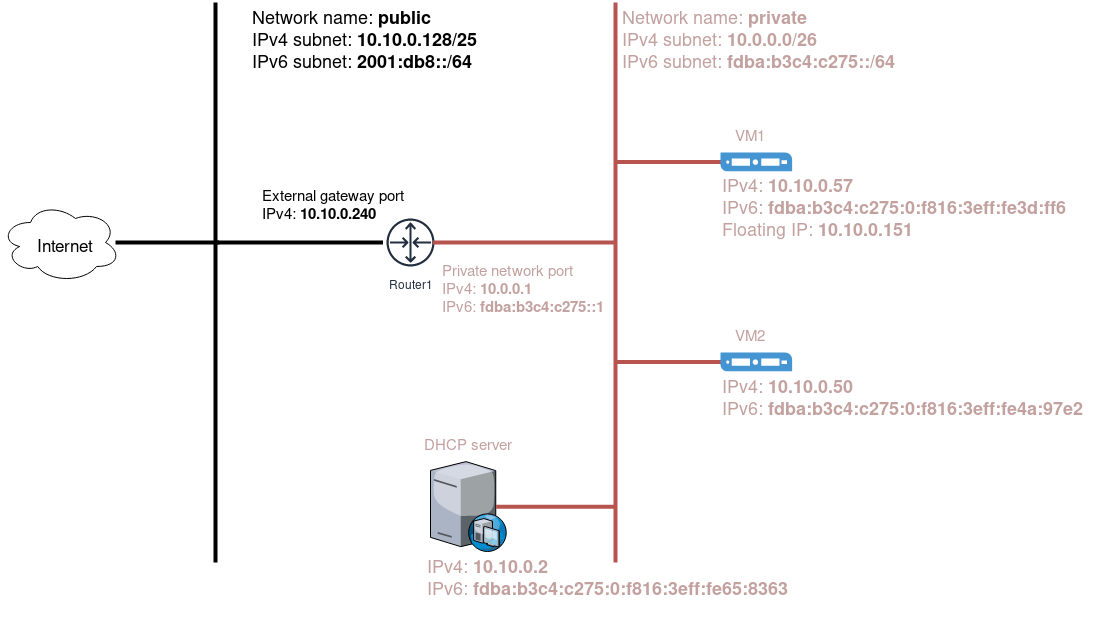 Network name: public
IPv4 subnet: 10.10.0.128/25
IPv6 subnet: 2001:db8::/64
Network name: private
IPv4 subnet: 10.0.0.0/26
IPv6 subnet: fdba:b3c4:c275::/64
VM1
IPv4: 10.10.0.57
IPv6: fdba:b3c4:c275:0:f816:3eff:fe3d:ff6
Floating IP: 10.10.0.151
External gateway port
IPv4: 10.10.0.240
Internet
Router1
Private network port
IPv4: 10.0.0.1
IPv6: fdba:b3c4:c275::1
VM2
IPv4: 10.10.0.50
IPv6: fdba:b3c4:c275:0:f816:3eff:fe4a:97e2
DHCP server
IPv4: 10.10.0.2
IPv6: fdba:b3c4:c275:0:f816:3eff:fe65:8363